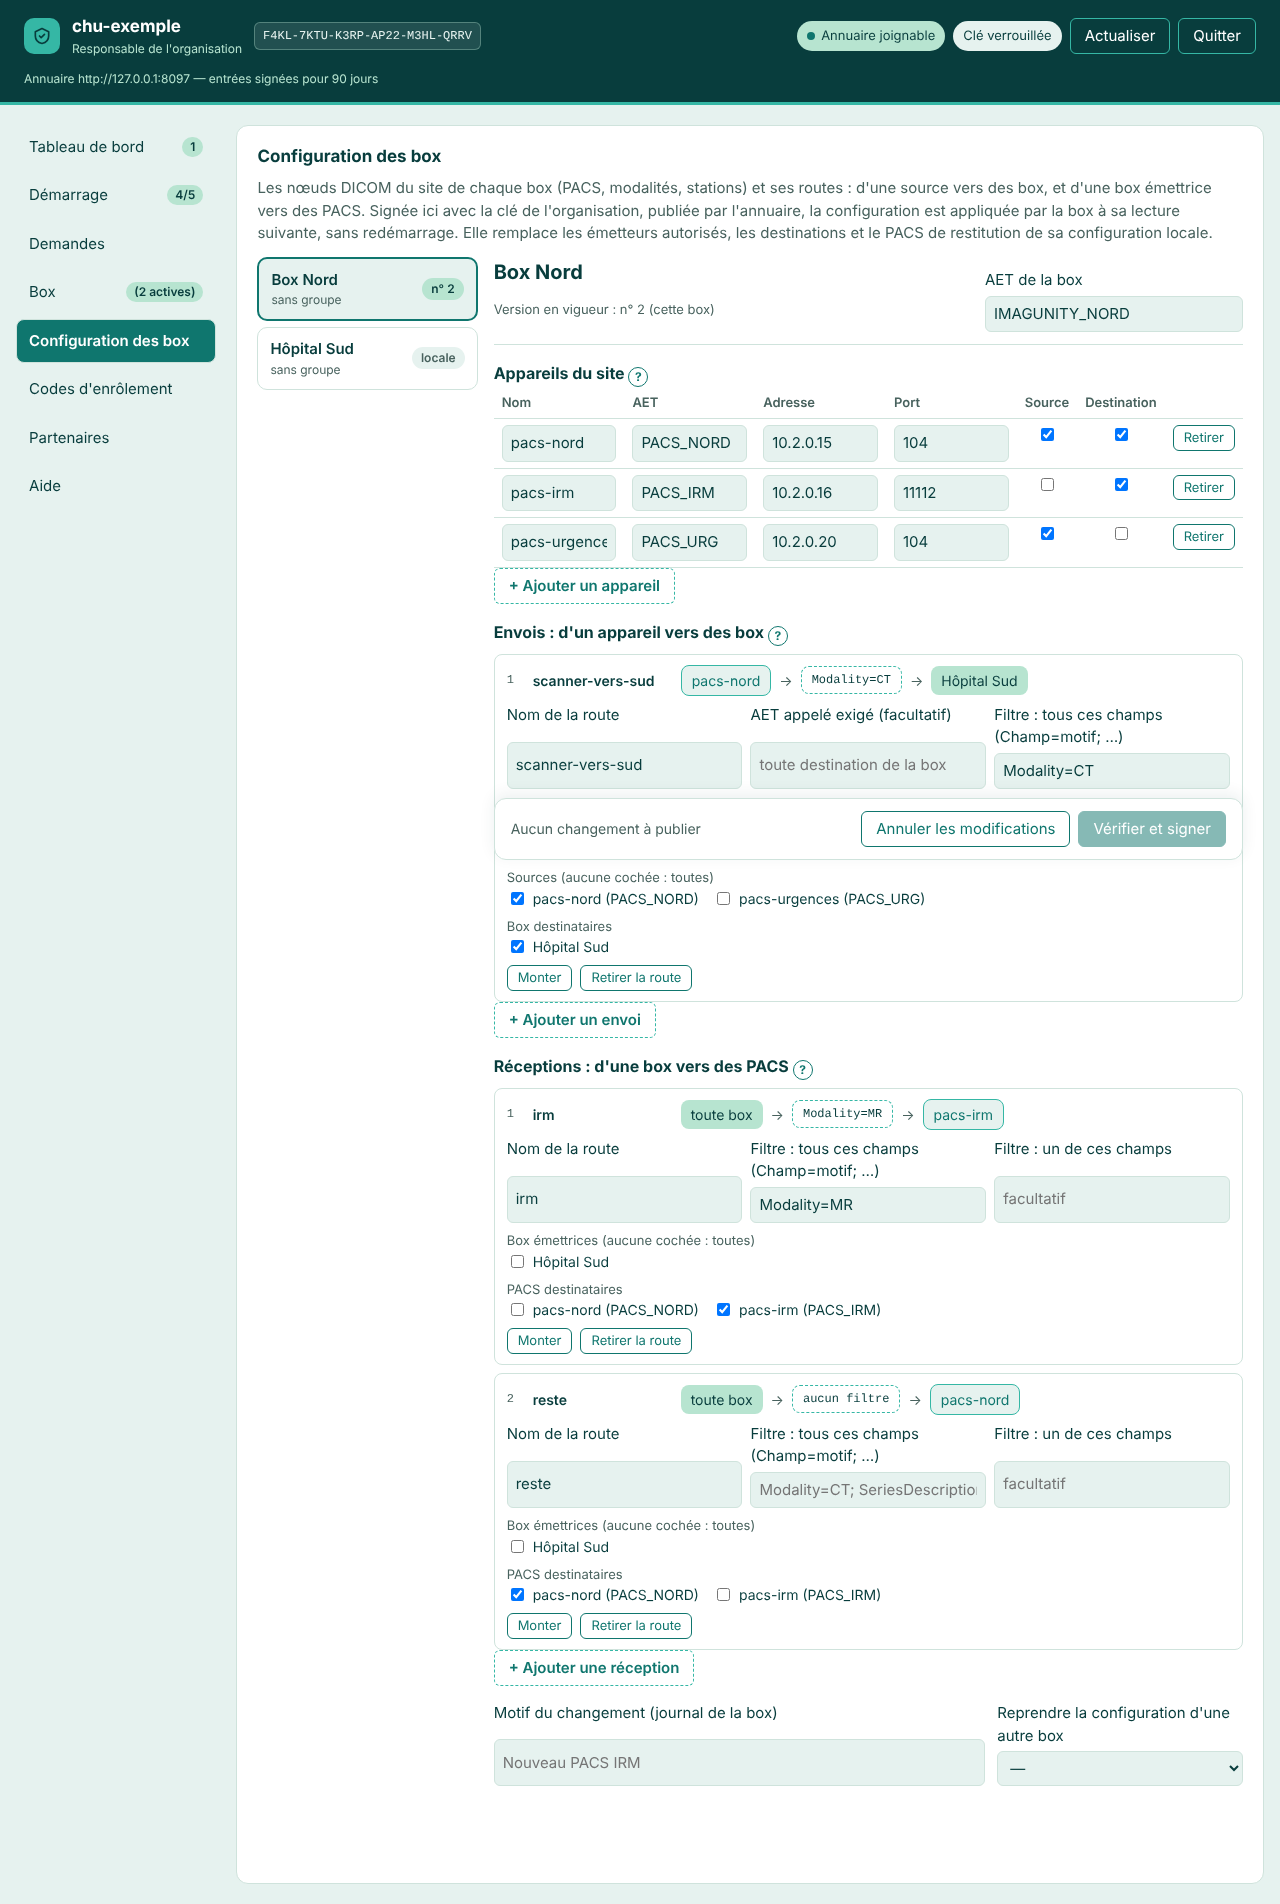 chu-exemple
Responsable de l'organisation
F4KL-7KTU-K3RP-AP22-M3HL-QRRV
Annuaire joignable
Clé verrouillée
Actualiser
Quitter
Annuaire http://127.0.0.1:8097 — entrées signées pour 90 jours
Tableau de bord 1
Démarrage 4/5
Demandes
Box (2 actives)
Configuration des box
Codes d'enrôlement
Partenaires
Aide
Configuration des box
Les nœuds DICOM du site de chaque box (PACS, modalités, stations) et ses routes : d'une source vers des box, et d'une box émettrice
vers des PACS. Signée ici avec la clé de l'organisation, publiée par l'annuaire, la configuration est appliquée par la box à sa lecture
suivante, sans redémarrage. Elle remplace les émetteurs autorisés, les destinations et le PACS de restitution de sa configuration locale.
Box Nord
sans groupe
n° 2
Hôpital Sud
sans groupe
locale
Box Nord
Version en vigueur : n° 2 (cette box)
AET de la box
IMAGUNITY_NORD
Appareils du site ?
Nom AET Adresse Port Source Destination
pacs-nord PACS_NORD 10.2.0.15 104 Retirer
pacs-irm PACS_IRM 10.2.0.16 11112 Retirer
pacs-urgence PACS_URG 10.2.0.20 104 Retirer
+ Ajouter un appareil
Envois : d'un appareil vers des box ?
1 scanner-vers-sud pacs-nord → Modality=CT → Hôpital Sud
Nom de la route
scanner-vers-sud
AET appelé exigé (facultatif)
toute destination de la box
Filtre : tous ces champs
(Champ=motif; ...)
Modality=CT
Aucun changement à publier
Annuler les modifications
Vérifier et signer
Sources (aucune cochée : toutes)
pacs-nord (PACS_NORD) pacs-urgences (PACS_URG)
Box destinataires
Hôpital Sud
Monter Retirer la route
+ Ajouter un envoi
Réceptions : d'une box vers des PACS ?
1 irm toute box → Modality=MR → pacs-irm
Nom de la route
irm
Filtre : tous ces champs
(Champ=motif; ...)
Modality=MR
Filtre : un de ces champs
facultatif
Box émettrices (aucune cochée : toutes)
Hôpital Sud
PACS destinataires
pacs-nord (PACS_NORD) pacs-irm (PACS_IRM)
Monter Retirer la route
2 reste toute box → aucun filtre → pacs-nord
Nom de la route
reste
Filtre : tous ces champs
(Champ=motif; ...)
Modality=CT; SeriesDescriptio
Filtre : un de ces champs
facultatif
Box émettrices (aucune cochée : toutes)
Hôpital Sud
PACS destinataires
pacs-nord (PACS_NORD) pacs-irm (PACS_IRM)
Monter Retirer la route
+ Ajouter une réception
Motif du changement (journal de la box)
Nouveau PACS IRM
Reprendre la configuration d'une
autre box
—